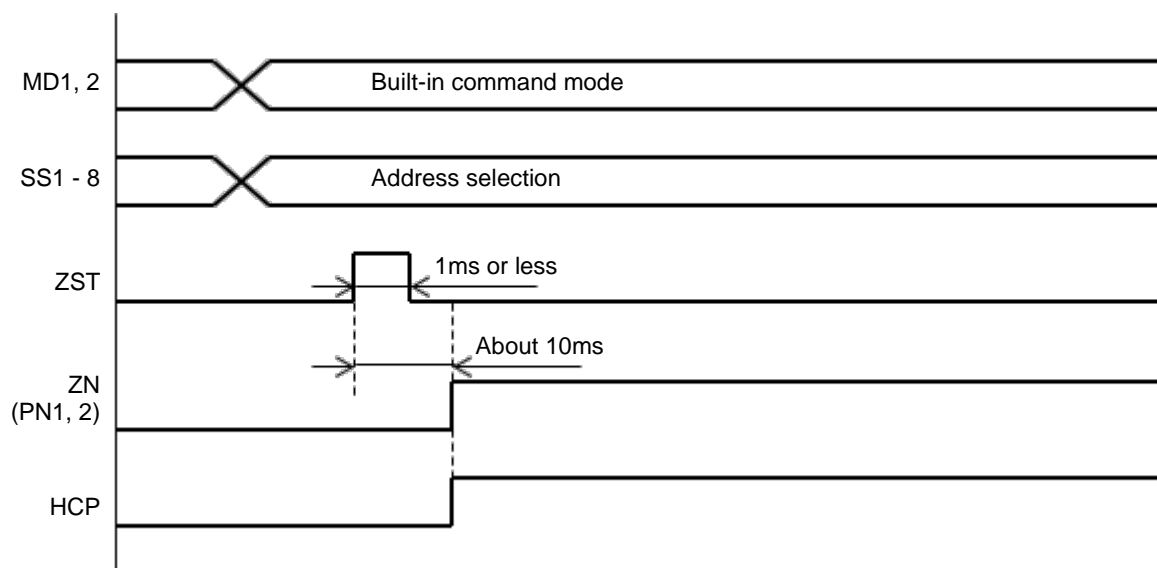 MD1, 2
Built-in command mode
SS1 - 8
Address selection
ZST
1ms or less
About 10ms
ZN
(PN1, 2)
HCP